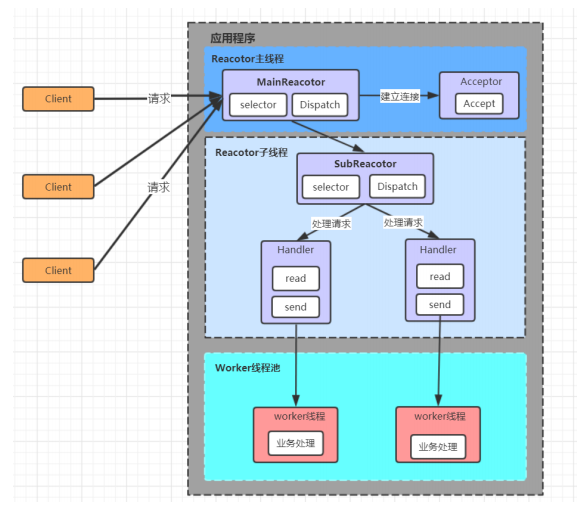 应用程序
Reacotor主线程
MainReacotor
selector
Dispatch
建立连接
Acceptor
Accept
Client
请求
Client
请求
Client
Reacotor子线程
SubReacotor
selector
Dispatch
处理请求
处理请求
Handler
read
send
Handler
read
send
Worker线程池
worker线程
业务处理
worker线程
业务处理